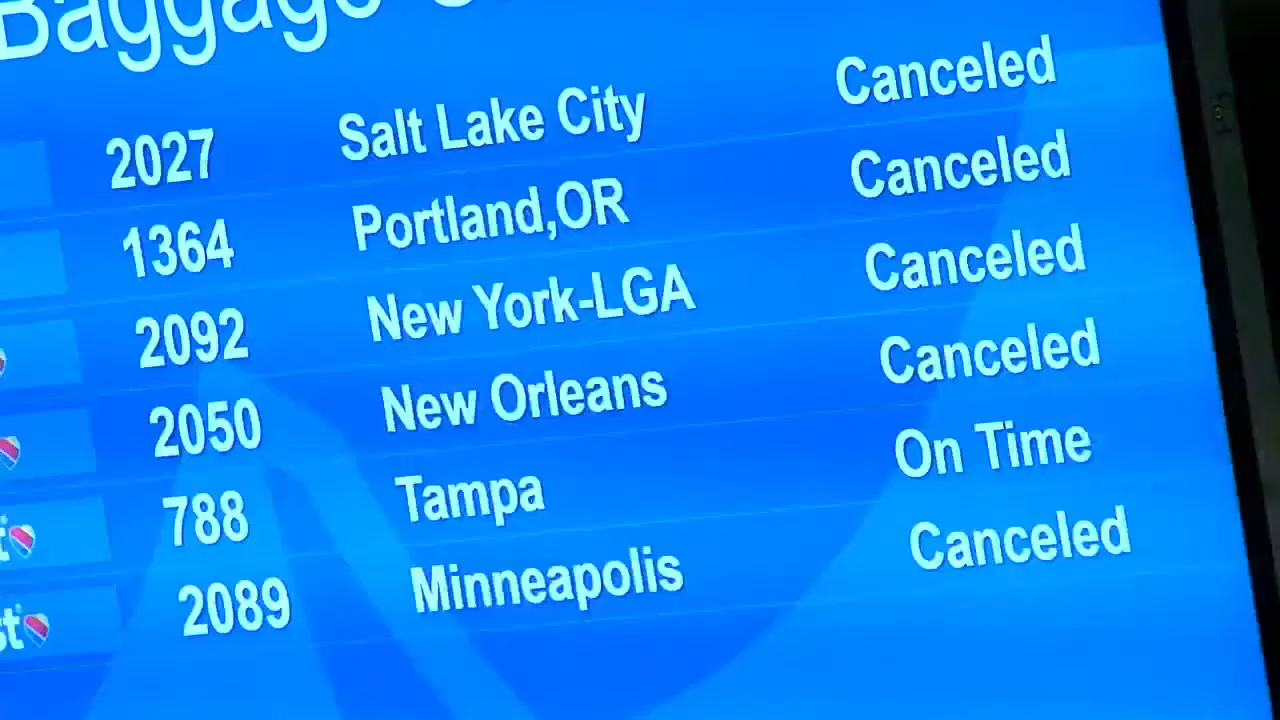 Baggage
2027 Salt Lake City Canceled
1364 Portland,OR Canceled
2092 New York-LGA Canceled
2050 New Orleans Canceled
788 Tampa On Time
2089 Minneapolis Canceled